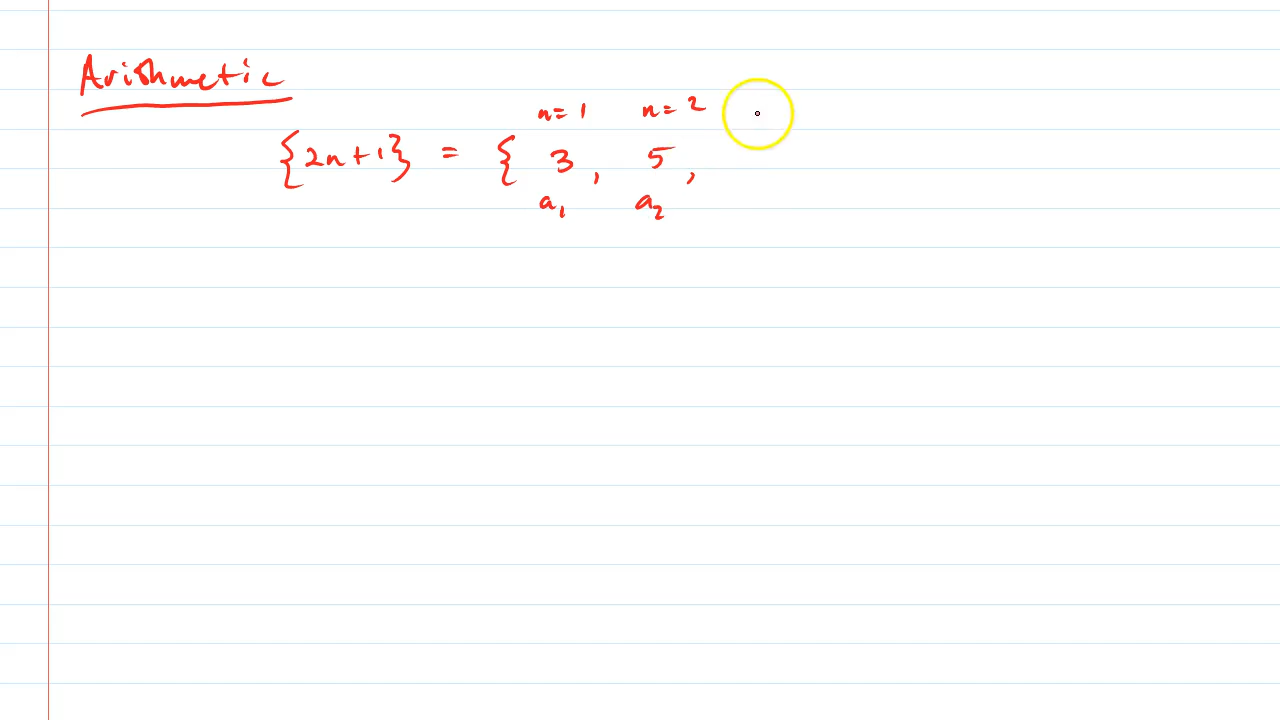 Arithmetic
n=1 n=2
{2n+1} = { 3, 5,
a₁ a₂